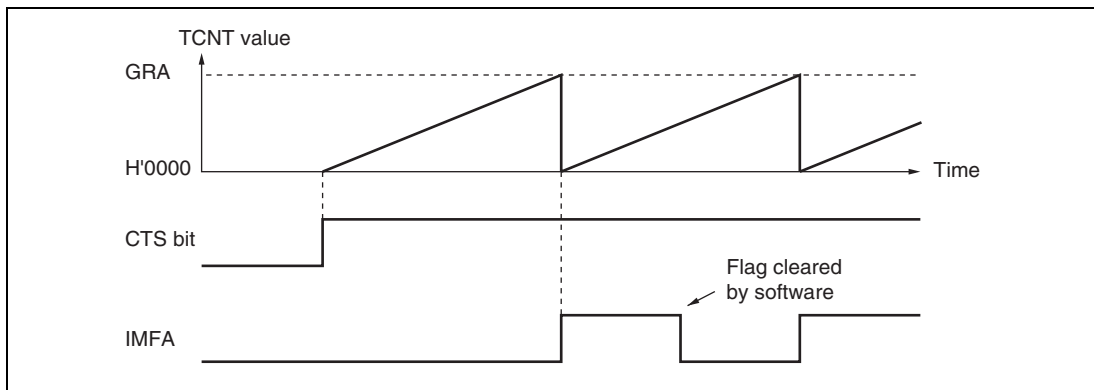 TCNT value
GRA
H'0000
Time
CTS bit
Flag cleared
by software
IMFA